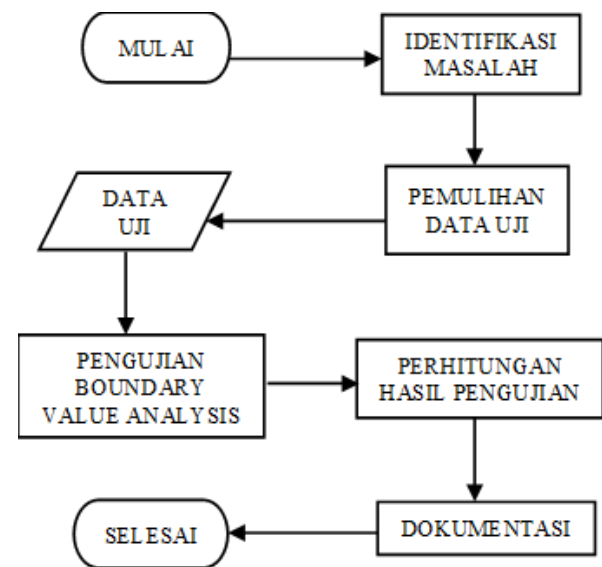 MULAI
IDENTIFIKASI
MASALAH
PEMULIHAN
DATA UJI
DATA
UJI
PENGUJIAN
BOUNDARY
VALUE ANALYSIS
PERHITUNGAN
HASIL PENGUJIAN
DOKUMENTASI
SELESAI